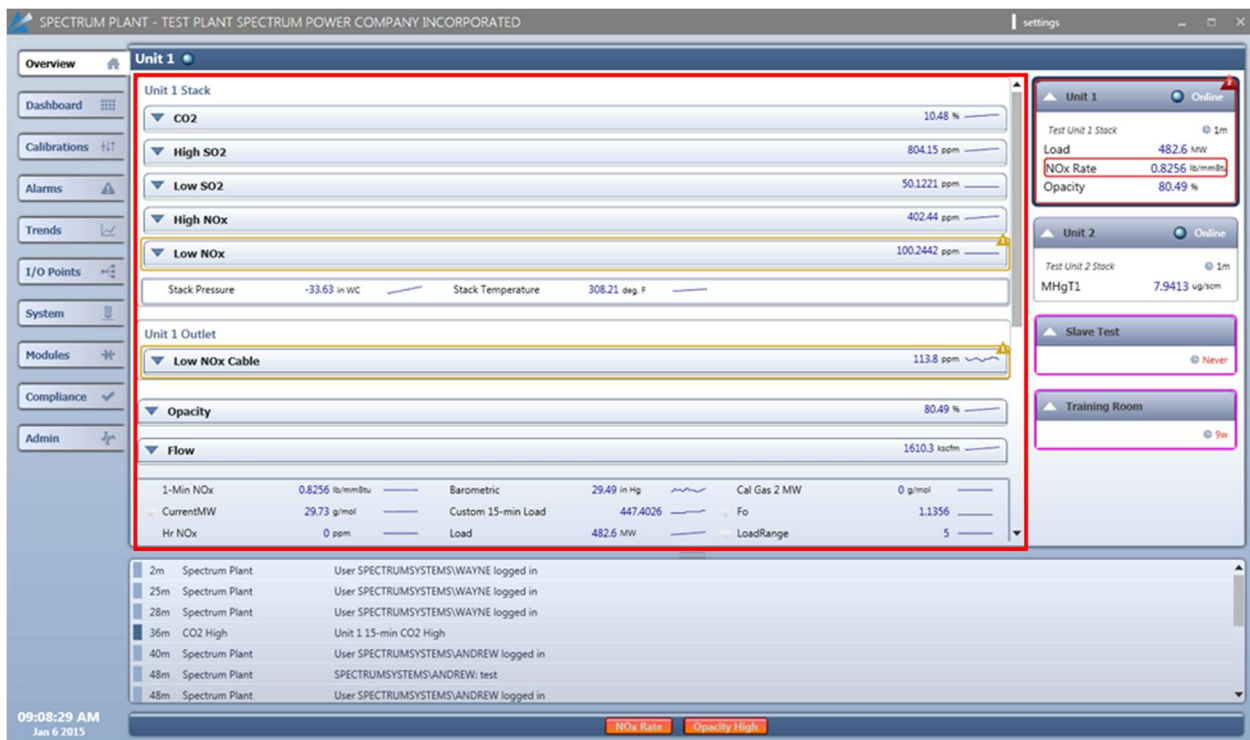 SPECTRUM PLANT - TEST PLANT SPECTRUM POWER COMPANY INCORPORATED settings
Overview
Dashboard
Calibrations
Alarms
Trends
I/O Points
System
Modules
Compliance
Admin
Unit 1
Unit 1 Stack
CO2 10.48 %
High SO2 804.15 ppm
Low SO2 50.1221 ppm
High NOx 402.44 ppm
Low NOx 100.2442 ppm
Stack Pressure -33.63 in WC Stack Temperature 308.21 deg. F
Unit 1 Outlet
Low NOx Cable 113.8 ppm
Opacity 80.49 %
Flow 1610.3 kscfm
1-Min NOx 0.8256 lb/mmBtu Barometric 29.49 in Hg Cal Gas 2 MW 0 g/mol
CurrentMW 29.73 g/mol Custom 15-min Load 447.4026 Fo 1.1356
Hr NOx 0 ppm Load 482.6 MW LoadRange 5
2
Unit 1 Online
Test Unit 1 Stack 1m
Load 482.6 MW
NOx Rate 0.8256 lb/mmBtu
Opacity 80.49 %
Unit 2 Online
Test Unit 2 Stock 1m
MHgT1 7.9413 ug/scm
Slave Test
Never
Training Room
9w
2m Spectrum Plant User SPECTRUMSYSTEMS\WAYNE logged in
25m Spectrum Plant User SPECTRUMSYSTEMS\WAYNE logged in
28m Spectrum Plant User SPECTRUMSYSTEMS\WAYNE logged in
36m CO2 High Unit 1 15-min CO2 High
40m Spectrum Plant User SPECTRUMSYSTEMS\ANDREW logged in
48m Spectrum Plant SPECTRUMSYSTEMS\ANDREW: test
48m Spectrum Plant User SPECTRUMSYSTEMS\ANDREW logged in
09:08:29 AM
Jan 6 2015
NOx Rate Opacity High